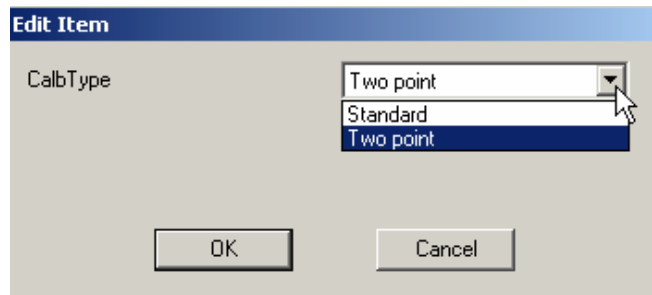 Edit Item
CalbType Two point
Standard
Two point
OK Cancel